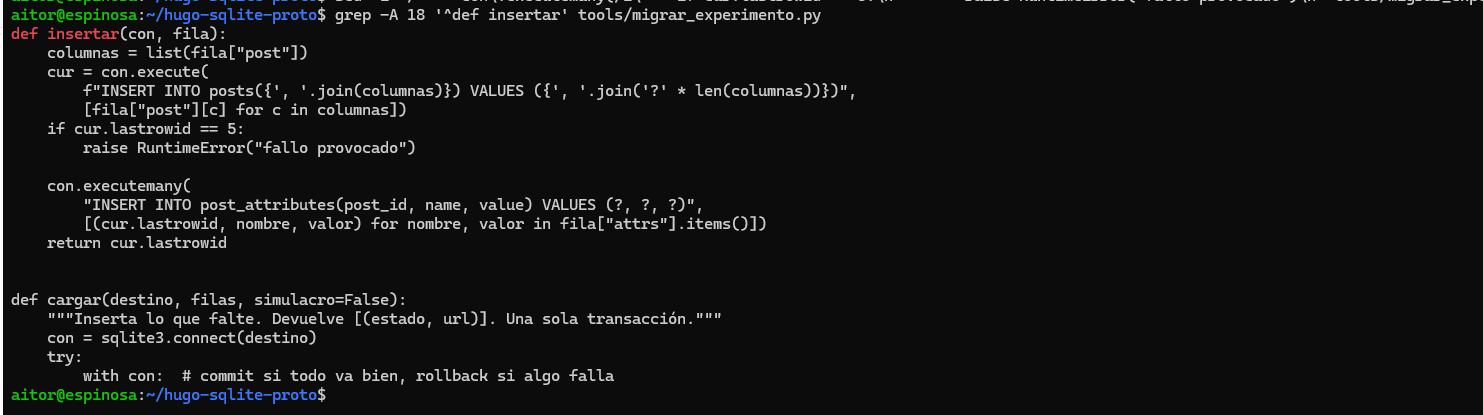 aitor@espinosa:~/hugo-sqlite-proto$ grep -A 18 '^def insertar' tools/migrar_experimento.py
def insertar(con, fila):
    columnas = list(fila["post"])
    cur = con.execute(
        f"INSERT INTO posts({', '.join(columnas)}) VALUES ({', '.join('?' * len(columnas))})",
        [fila["post"][c] for c in columnas])
    if cur.lastrowid == 5:
        raise RuntimeError("fallo provocado")

    con.executemany(
        "INSERT INTO post_attributes(post_id, name, value) VALUES (?, ?, ?)",
        [(cur.lastrowid, nombre, valor) for nombre, valor in fila["attrs"].items()])
    return cur.lastrowid


def cargar(destino, filas, simulacro=False):
    """Inserta lo que falte. Devuelve [(estado, url)]. Una sola transacción."""
    con = sqlite3.connect(destino)
    try:
        with con:  # commit si todo va bien, rollback si algo falla
aitor@espinosa:~/hugo-sqlite-proto$